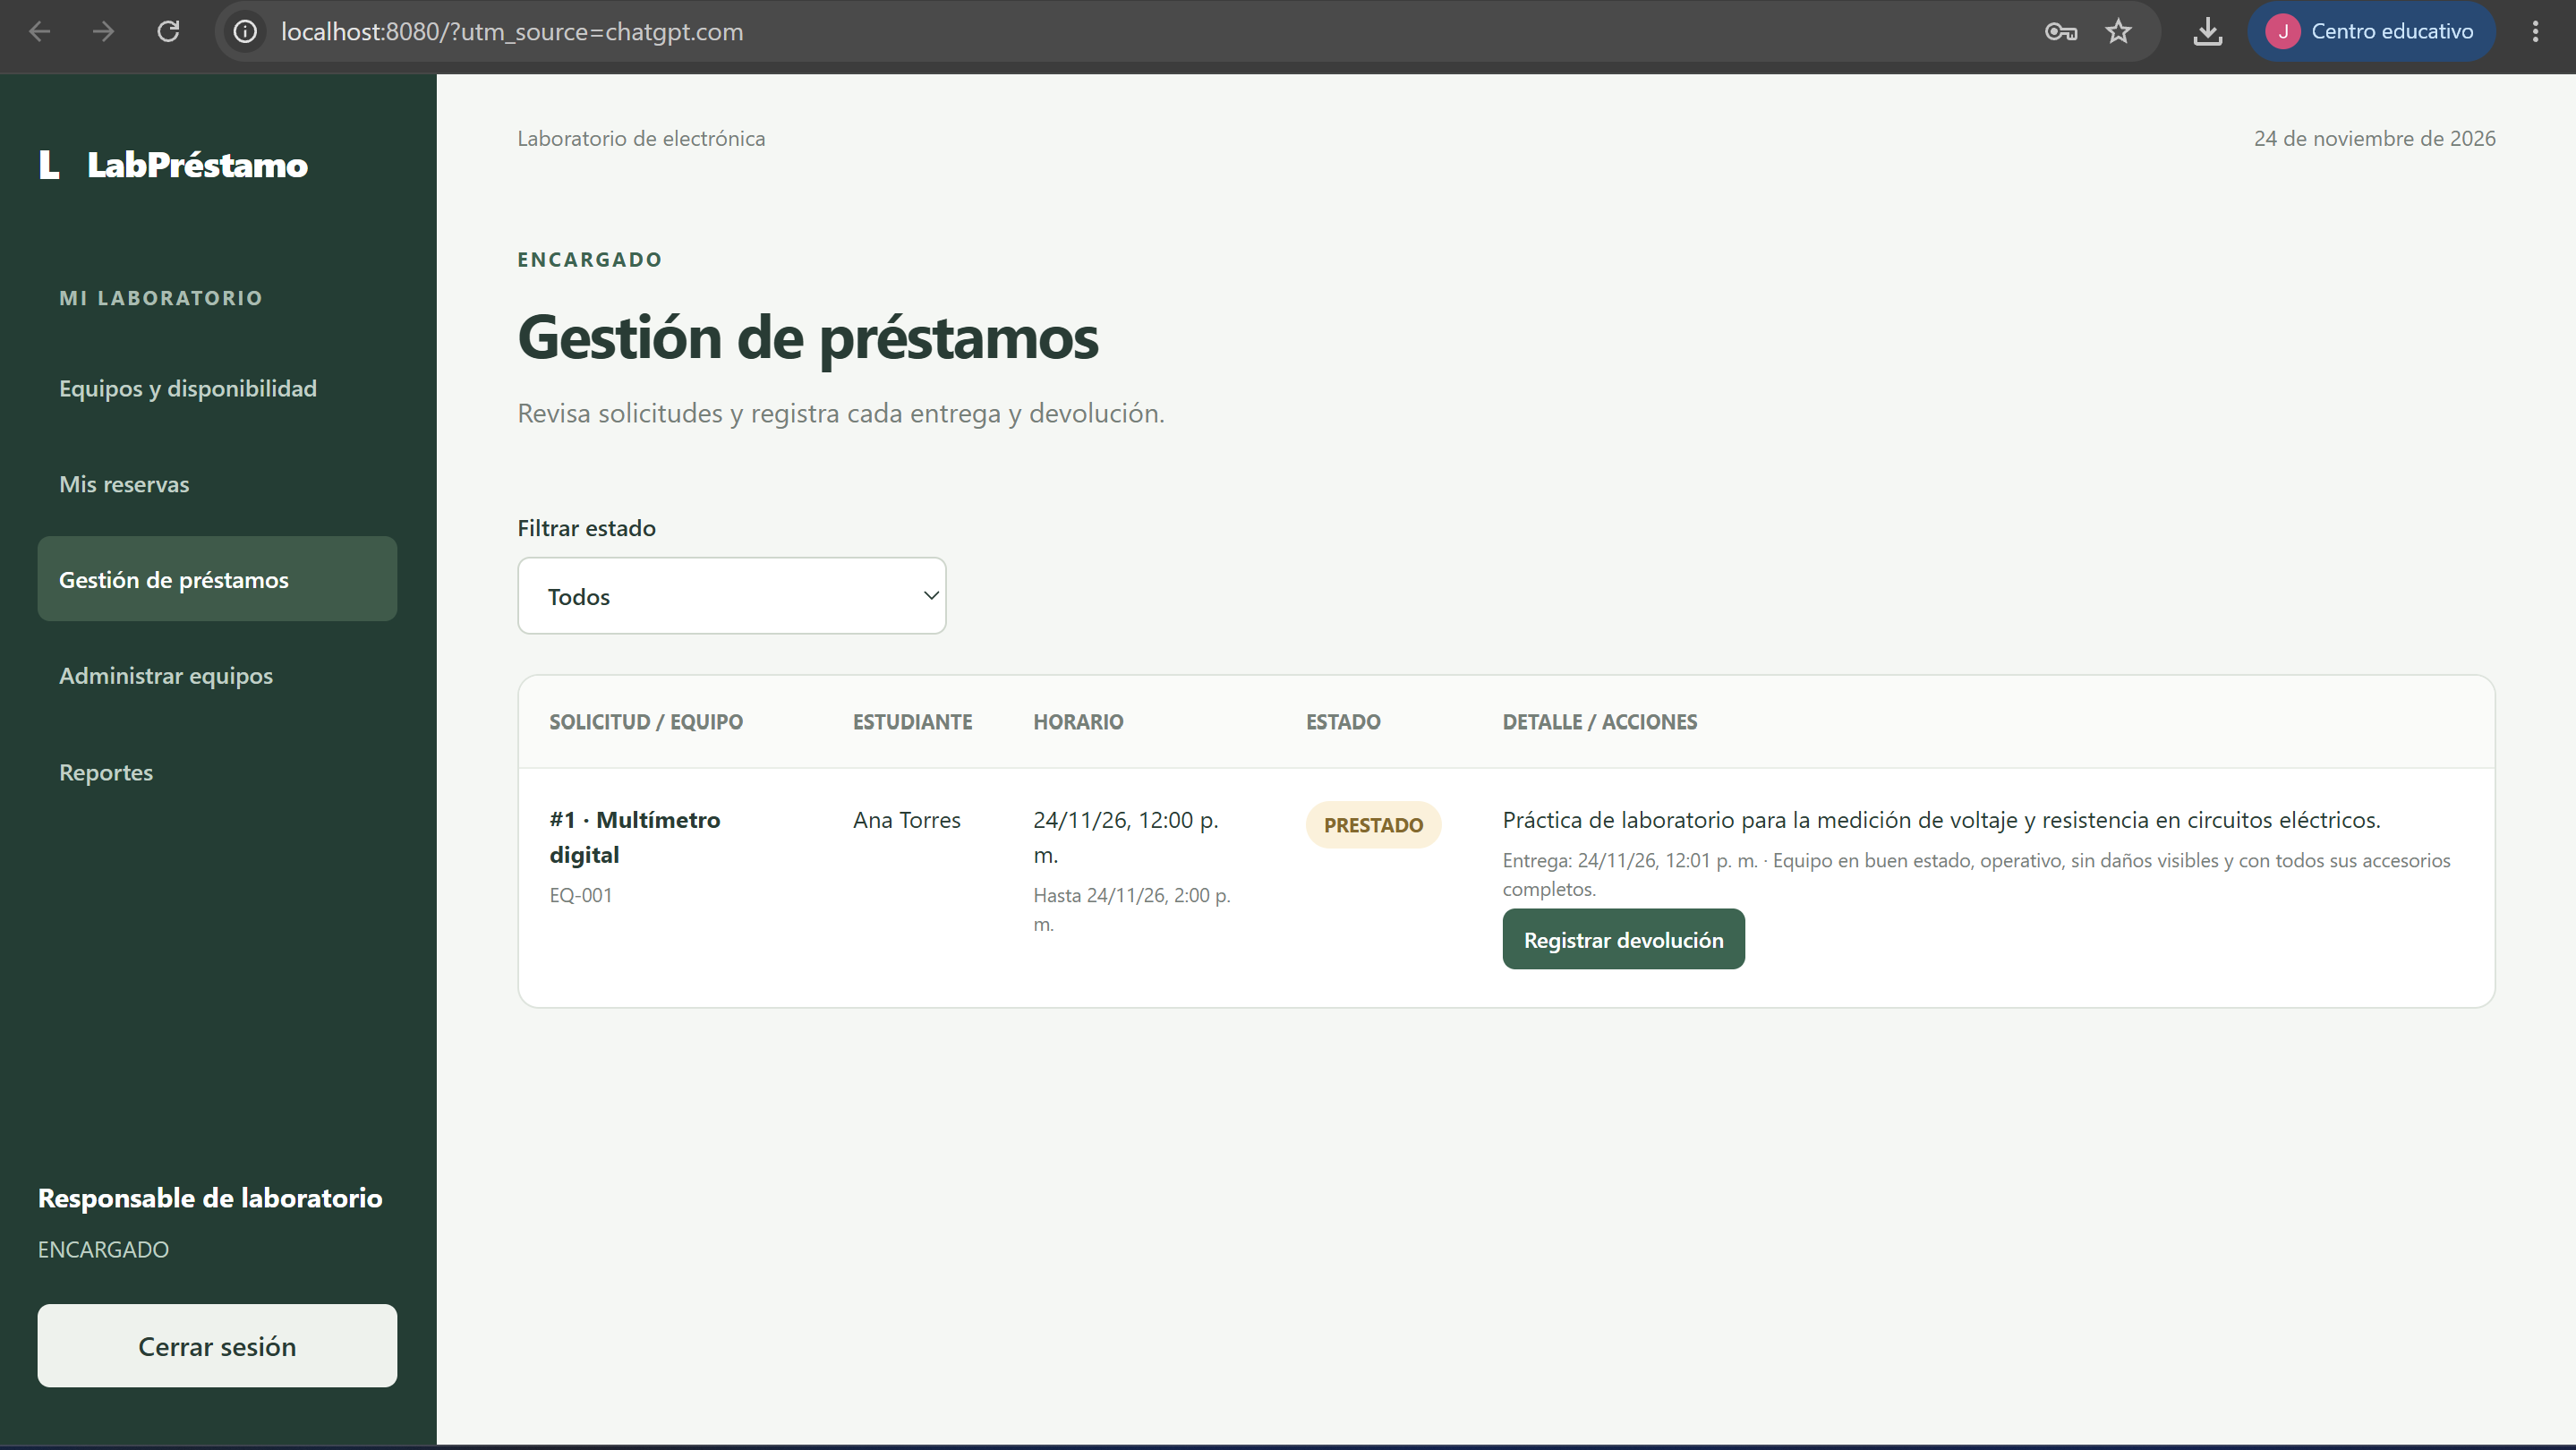 localhost:8080/?utm_source=chatgpt.com
J Centro educativo
L LabPréstamo
MI LABORATORIO
Equipos y disponibilidad
Mis reservas
Gestión de préstamos
Administrar equipos
Reportes
Responsable de laboratorio
ENCARGADO
Cerrar sesión
Laboratorio de electrónica
24 de noviembre de 2026
ENCARGADO
Gestión de préstamos
Revisa solicitudes y registra cada entrega y devolución.
Filtrar estado
Todos
SOLICITUD / EQUIPO
ESTUDIANTE
HORARIO
ESTADO
DETALLE / ACCIONES
#1 · Multímetro
digital
EQ-001
Ana Torres
24/11/26, 12:00 p.
m.
Hasta 24/11/26, 2:00 p.
m.
PRESTADO
Práctica de laboratorio para la medición de voltaje y resistencia en circuitos eléctricos.
Entrega: 24/11/26, 12:01 p. m. · Equipo en buen estado, operativo, sin daños visibles y con todos sus accesorios
completos.
Registrar devolución